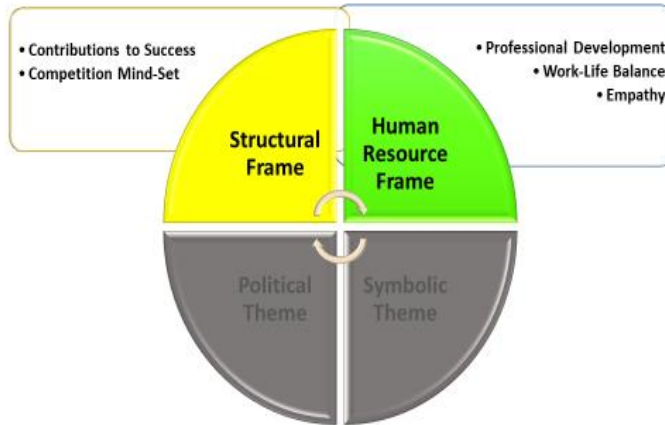 • Contributions to Success
• Competition Mind-Set
• Professional Development
• Work-Life Balance
• Empathy
Structural
Frame
Human
Resource
Frame
Political
Theme
Symbolic
Theme